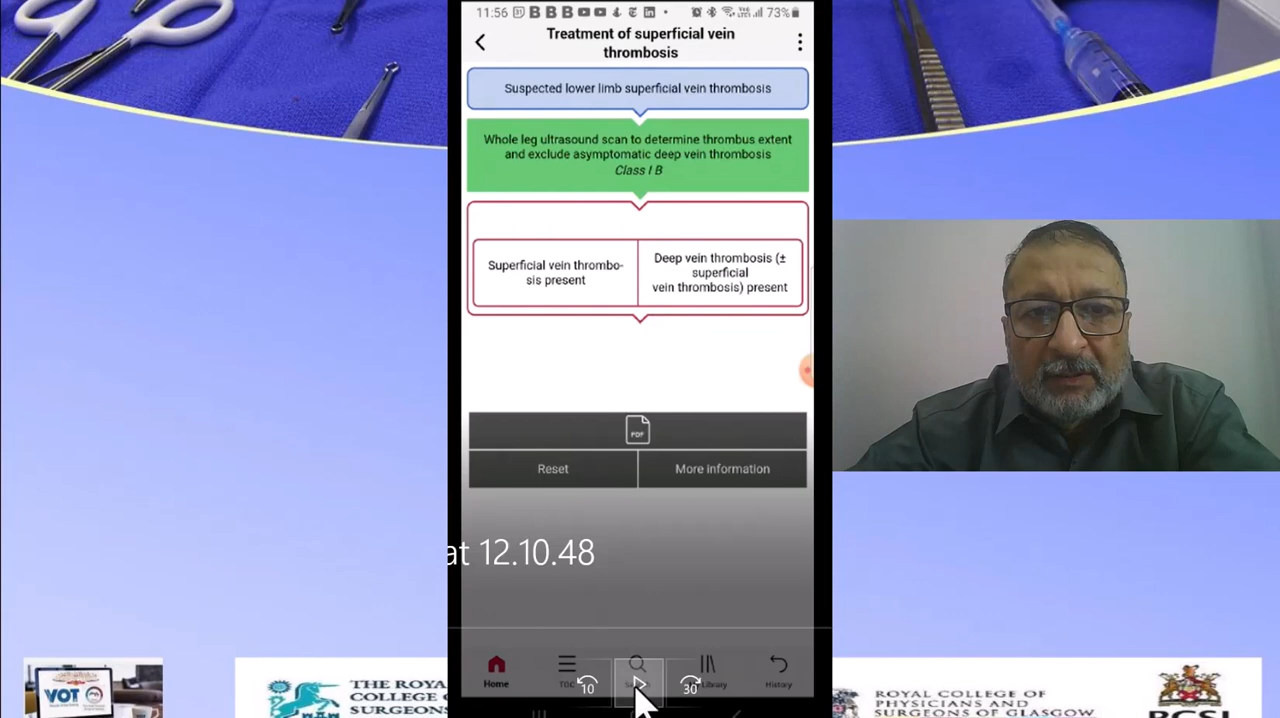 11:56
73%
Treatment of superficial vein
thrombosis
Suspected lower limb superficial vein thrombosis
Whole leg ultrasound scan to determine thrombus extent
and exclude asymptomatic deep vein thrombosis
Class I B
Superficial vein thrombo-
sis present
Deep vein thrombosis (±
superficial
vein thrombosis) present
PDF
Reset
More information
at 12.10.48
Home
TOC
Library
History
10
30
VOT
THE ROYAL
COLLEGE
SURGEONS
ROYAL COLLEGE OF
PHYSICIANS AND
SURGEONS OF GLASGOW
RCSI